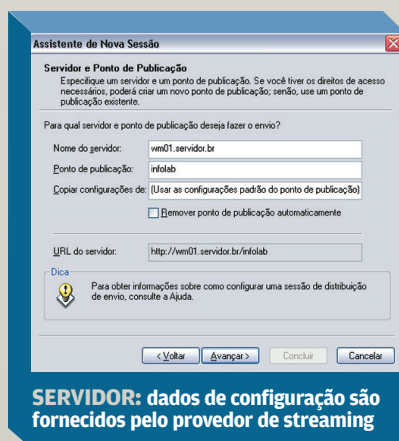 Assistente de Nova Sessão
Servidor e Ponto de Publicação
Especifique um servidor e um ponto de publicação. Se você tiver os direitos de acesso
necessários, poderá criar um novo ponto de publicação; senão, use um ponto de
publicação existente.
Para qual servidor e ponto de publicação deseja fazer o envio?
Nome do servidor: wm01.servidor.br
Ponto de publicação: infolab
Copiar configurações de: (Usar as configurações padrão do ponto de publicação)
Remover ponto de publicação automaticamente
URL do servidor: http://wm01.servidor.br/infolab
Dica
Para obter informações sobre como configurar uma sessão de distribuição
de envio, consulte a Ajuda.
< Voltar Avançar > Concluir Cancelar
SERVIDOR: dados de configuração são
fornecidos pelo provedor de streaming